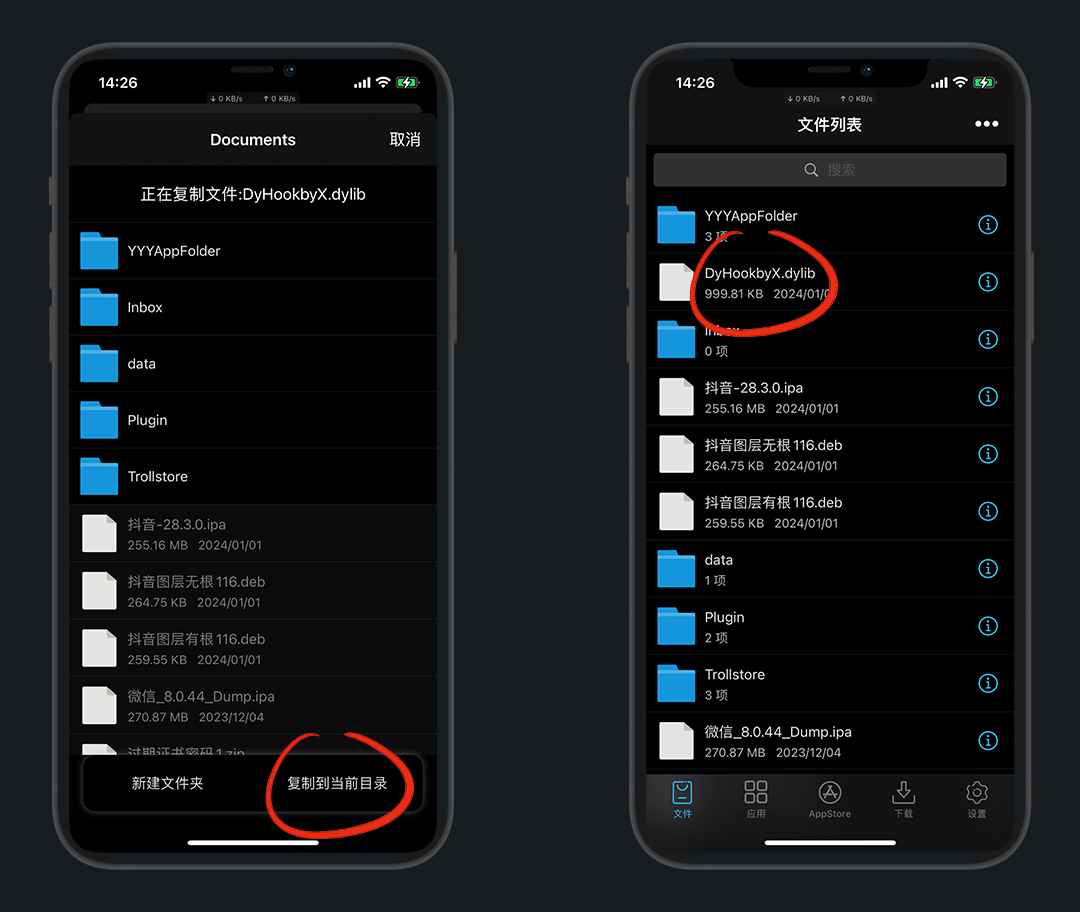 14:26
↓ 0 KB/s ↑ 0 KB/s
Documents
取消
正在复制文件:DyHookbyX.dylib
YYYAppFolder
Inbox
data
Plugin
Trollstore
抖音-28.3.0.ipa
255.16 MB 2024/01/01
抖音图层无根116.deb
264.75 KB 2024/01/01
抖音图层有根116.deb
259.55 KB 2024/01/01
微信_8.0.44_Dump.ipa
270.87 MB 2023/12/04
过期证书密码1.zip
新建文件夹
复制到当前目录
14:26
↓ 0 KB/s ↑ 0 KB/s
文件列表
搜索
YYYAppFolder
3 项
DyHookbyX.dylib
999.81 KB 2024/01/0
Inbox
0 项
抖音-28.3.0.ipa
255.16 MB 2024/01/01
抖音图层无根116.deb
264.75 KB 2024/01/01
抖音图层有根116.deb
259.55 KB 2024/01/01
data
1 项
Plugin
2 项
Trollstore
3 项
微信_8.0.44_Dump.ipa
270.87 MB 2023/12/04
文件
应用
AppStore
下载
设置